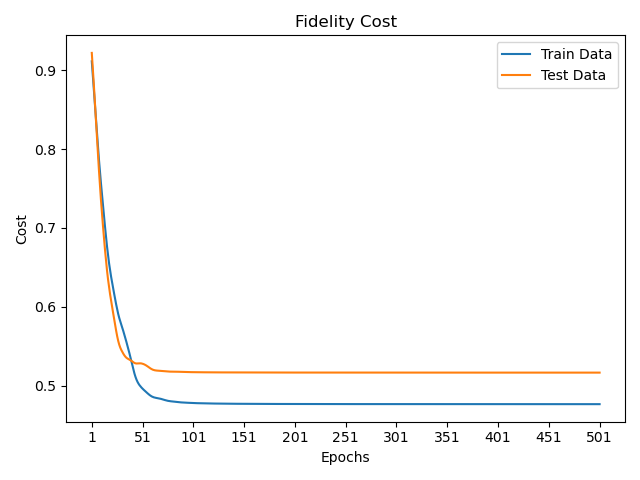 Fidelity Cost
Train Data
Test Data
0.9
0.8
0.7
0.6
0.5
Cost
1 51 101 151 201 251 301 351 401 451 501
Epochs